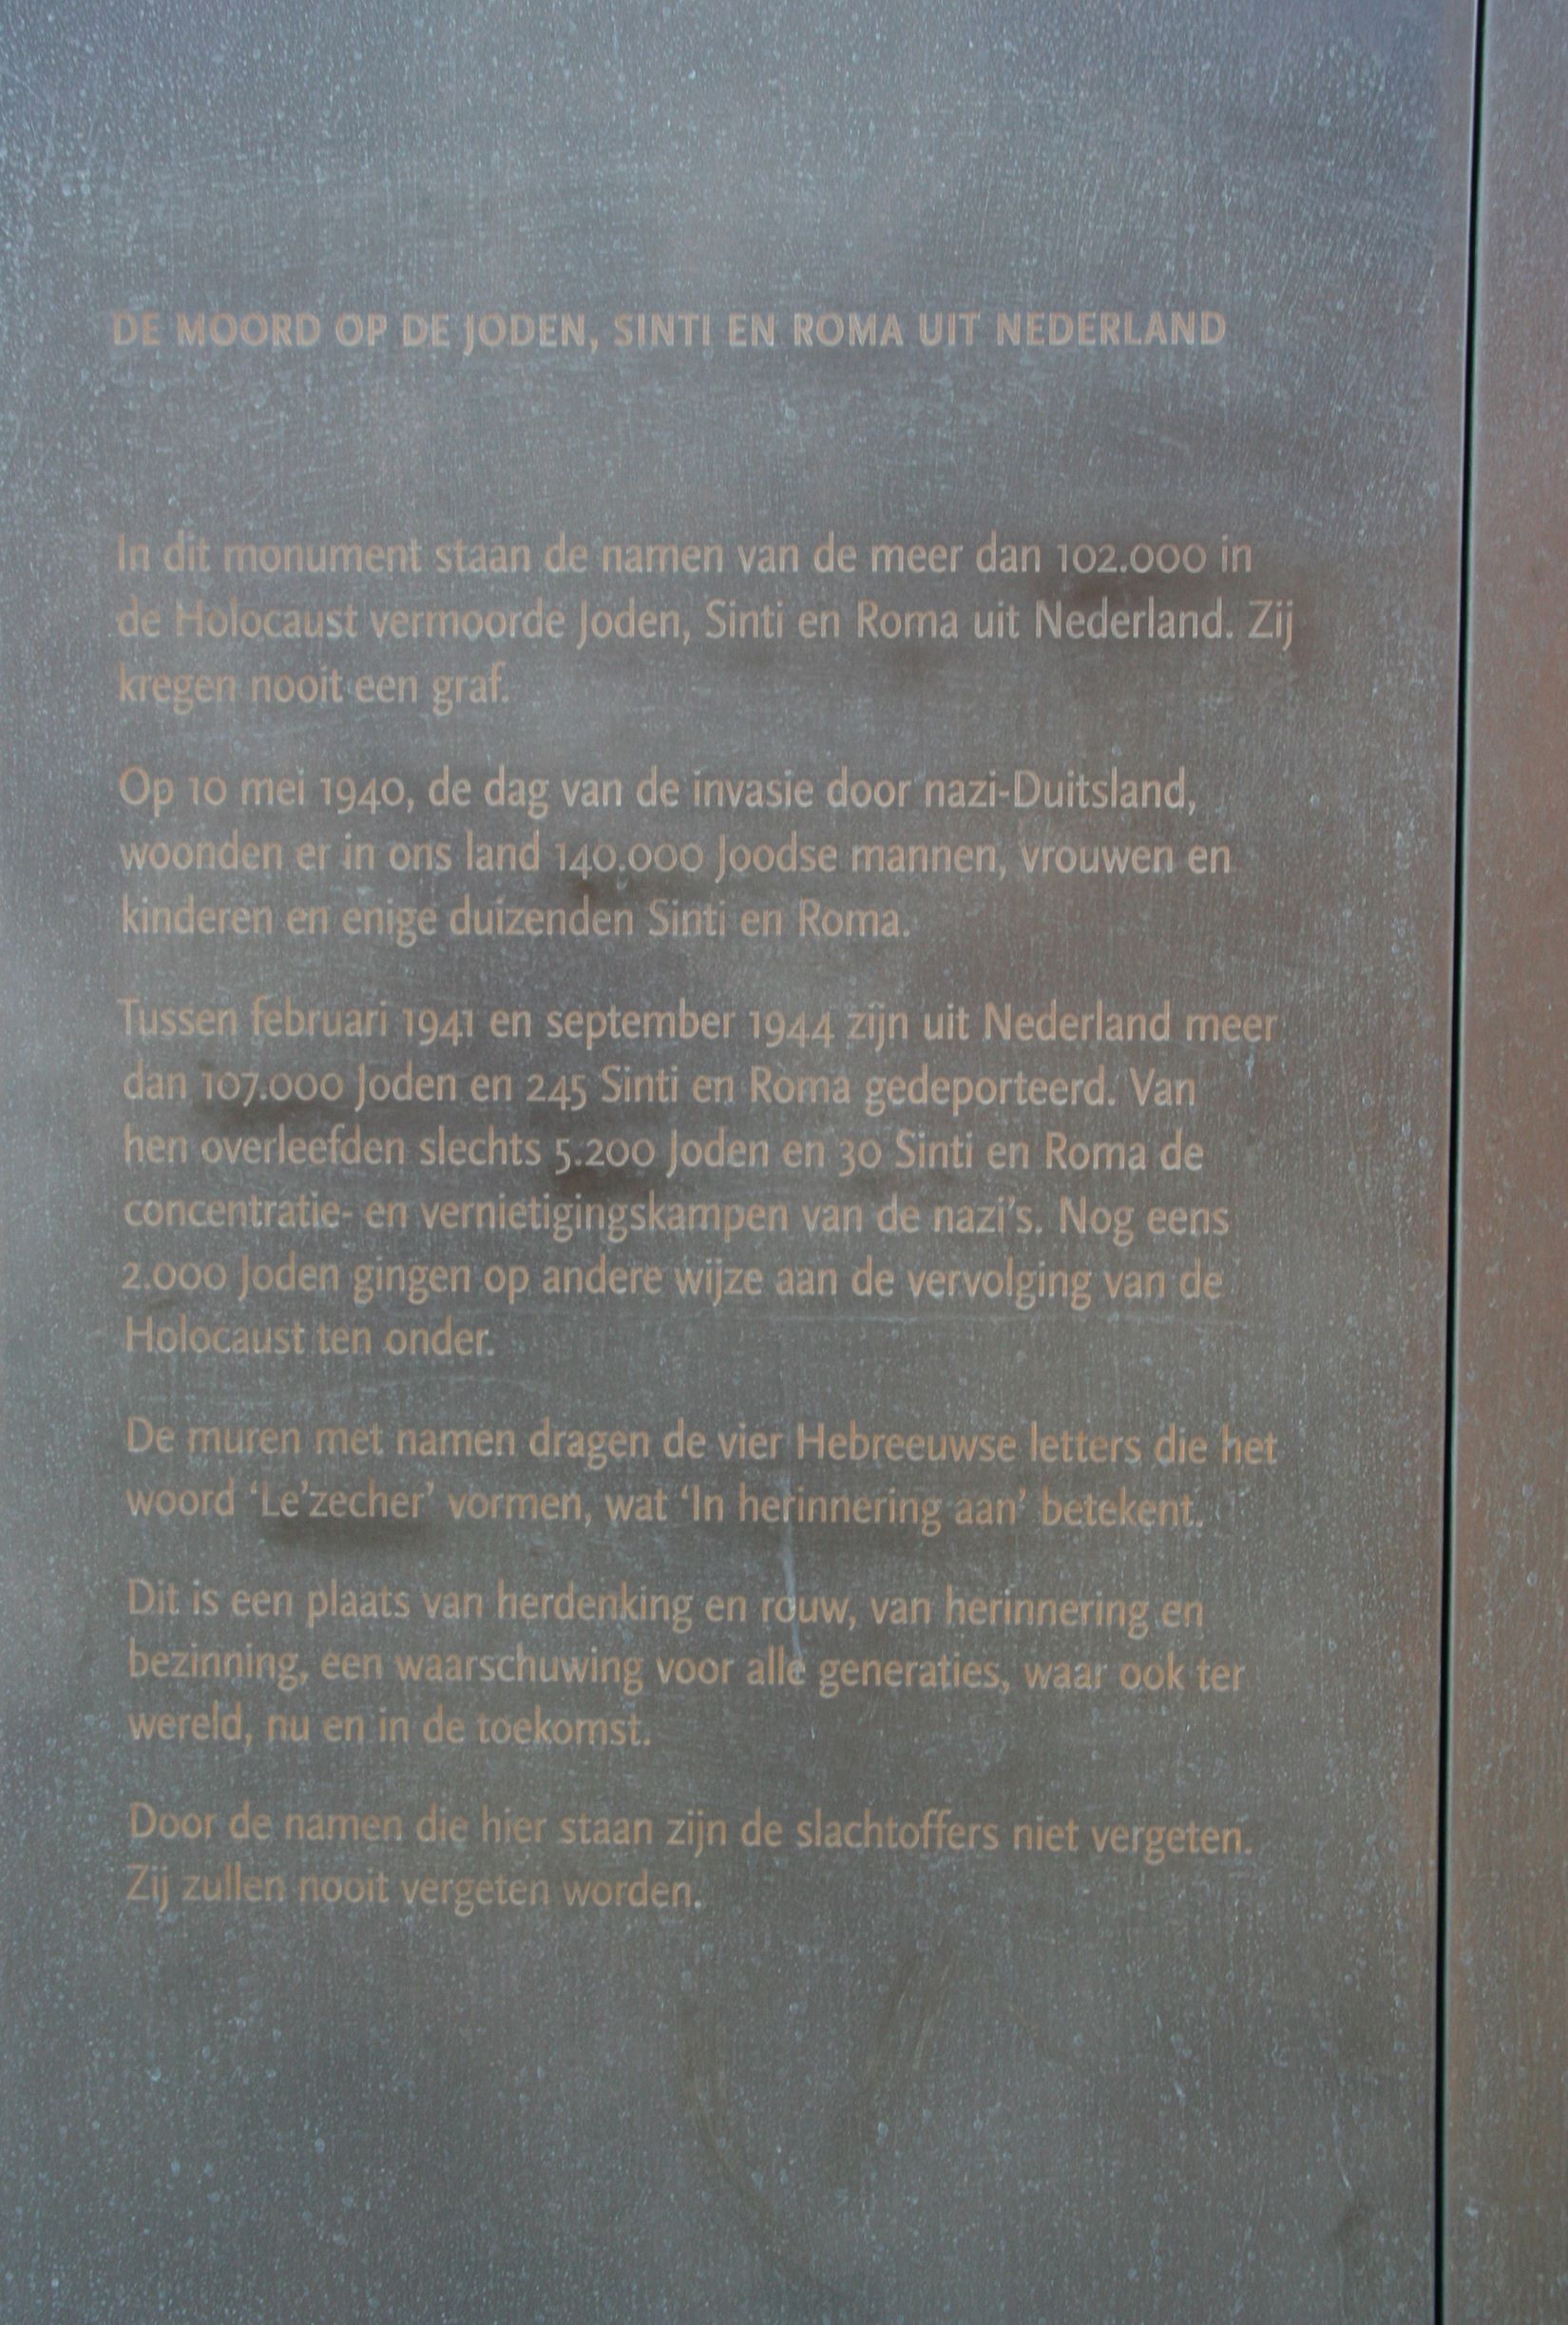 DE MOORD OP DE JODEN, SINTI EN ROMA UIT NEDERLAND
In dit monument staan de namen van de meer dan 102.000 in
de Holocaust vermoorde Joden, Sinti en Roma uit Nederland. Zij
kregen nooit een graf.
Op 10 mei 1940, de dag van de invasie door nazi-Duitsland,
woonden er in ons land 140.000 Joodse mannen, vrouwen en
kinderen en enige duizenden Sinti en Roma.
Tussen februari 1941 en september 1944 zijn uit Nederland meer
dan 107.000 Joden en 245 Sinti en Roma gedeporteerd. Van
hen overleefden slechts 5.200 Joden en 30 Sinti en Roma de
concentratie- en vernietigingskampen van de nazi's. Nog eens
2.000 Joden gingen op andere wijze aan de vervolging van de
Holocaust ten onder.
De muren met namen dragen de vier Hebreeuwse letters die het
woord ‘Le’zecher’ vormen, wat ‘In herinnering aan’ betekent.
Dit is een plaats van herdenking en rouw, van herinnering en
bezinning, een waarschuwing voor alle generaties, waar ook ter
wereld, nu en in de toekomst.
Door de namen die hier staan zijn de slachtoffers niet vergeten.
Zij zullen nooit vergeten worden.